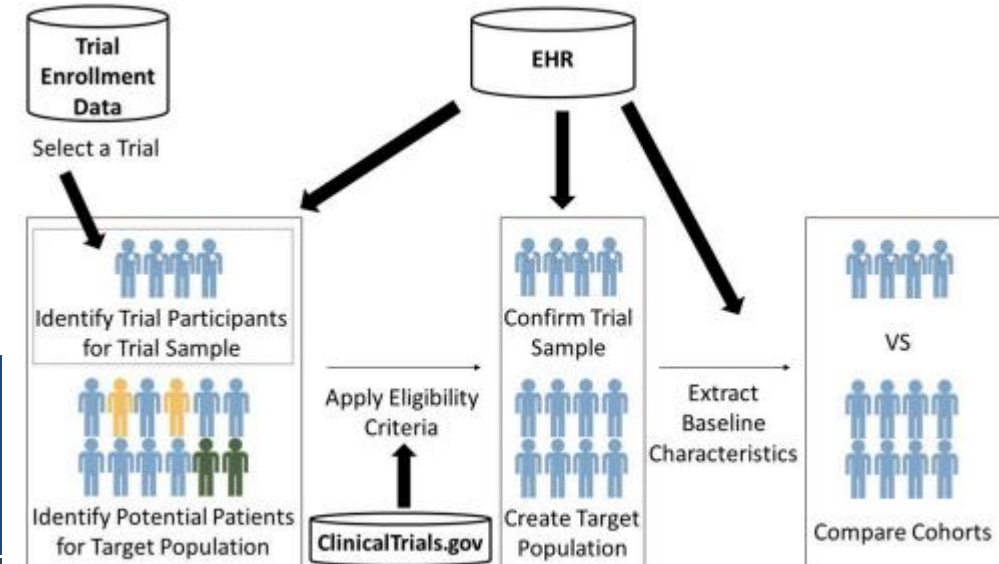 Trial
Enrollment
Data
EHR
Select a Trial
Identify Trial Participants
for Trial Sample
Identify Potential Patients
for Target Population
Apply Eligibility
Criteria
ClinicalTrials.gov
Confirm Trial
Sample
Create Target
Population
Extract
Baseline
Characteristics
VS
Compare Cohorts